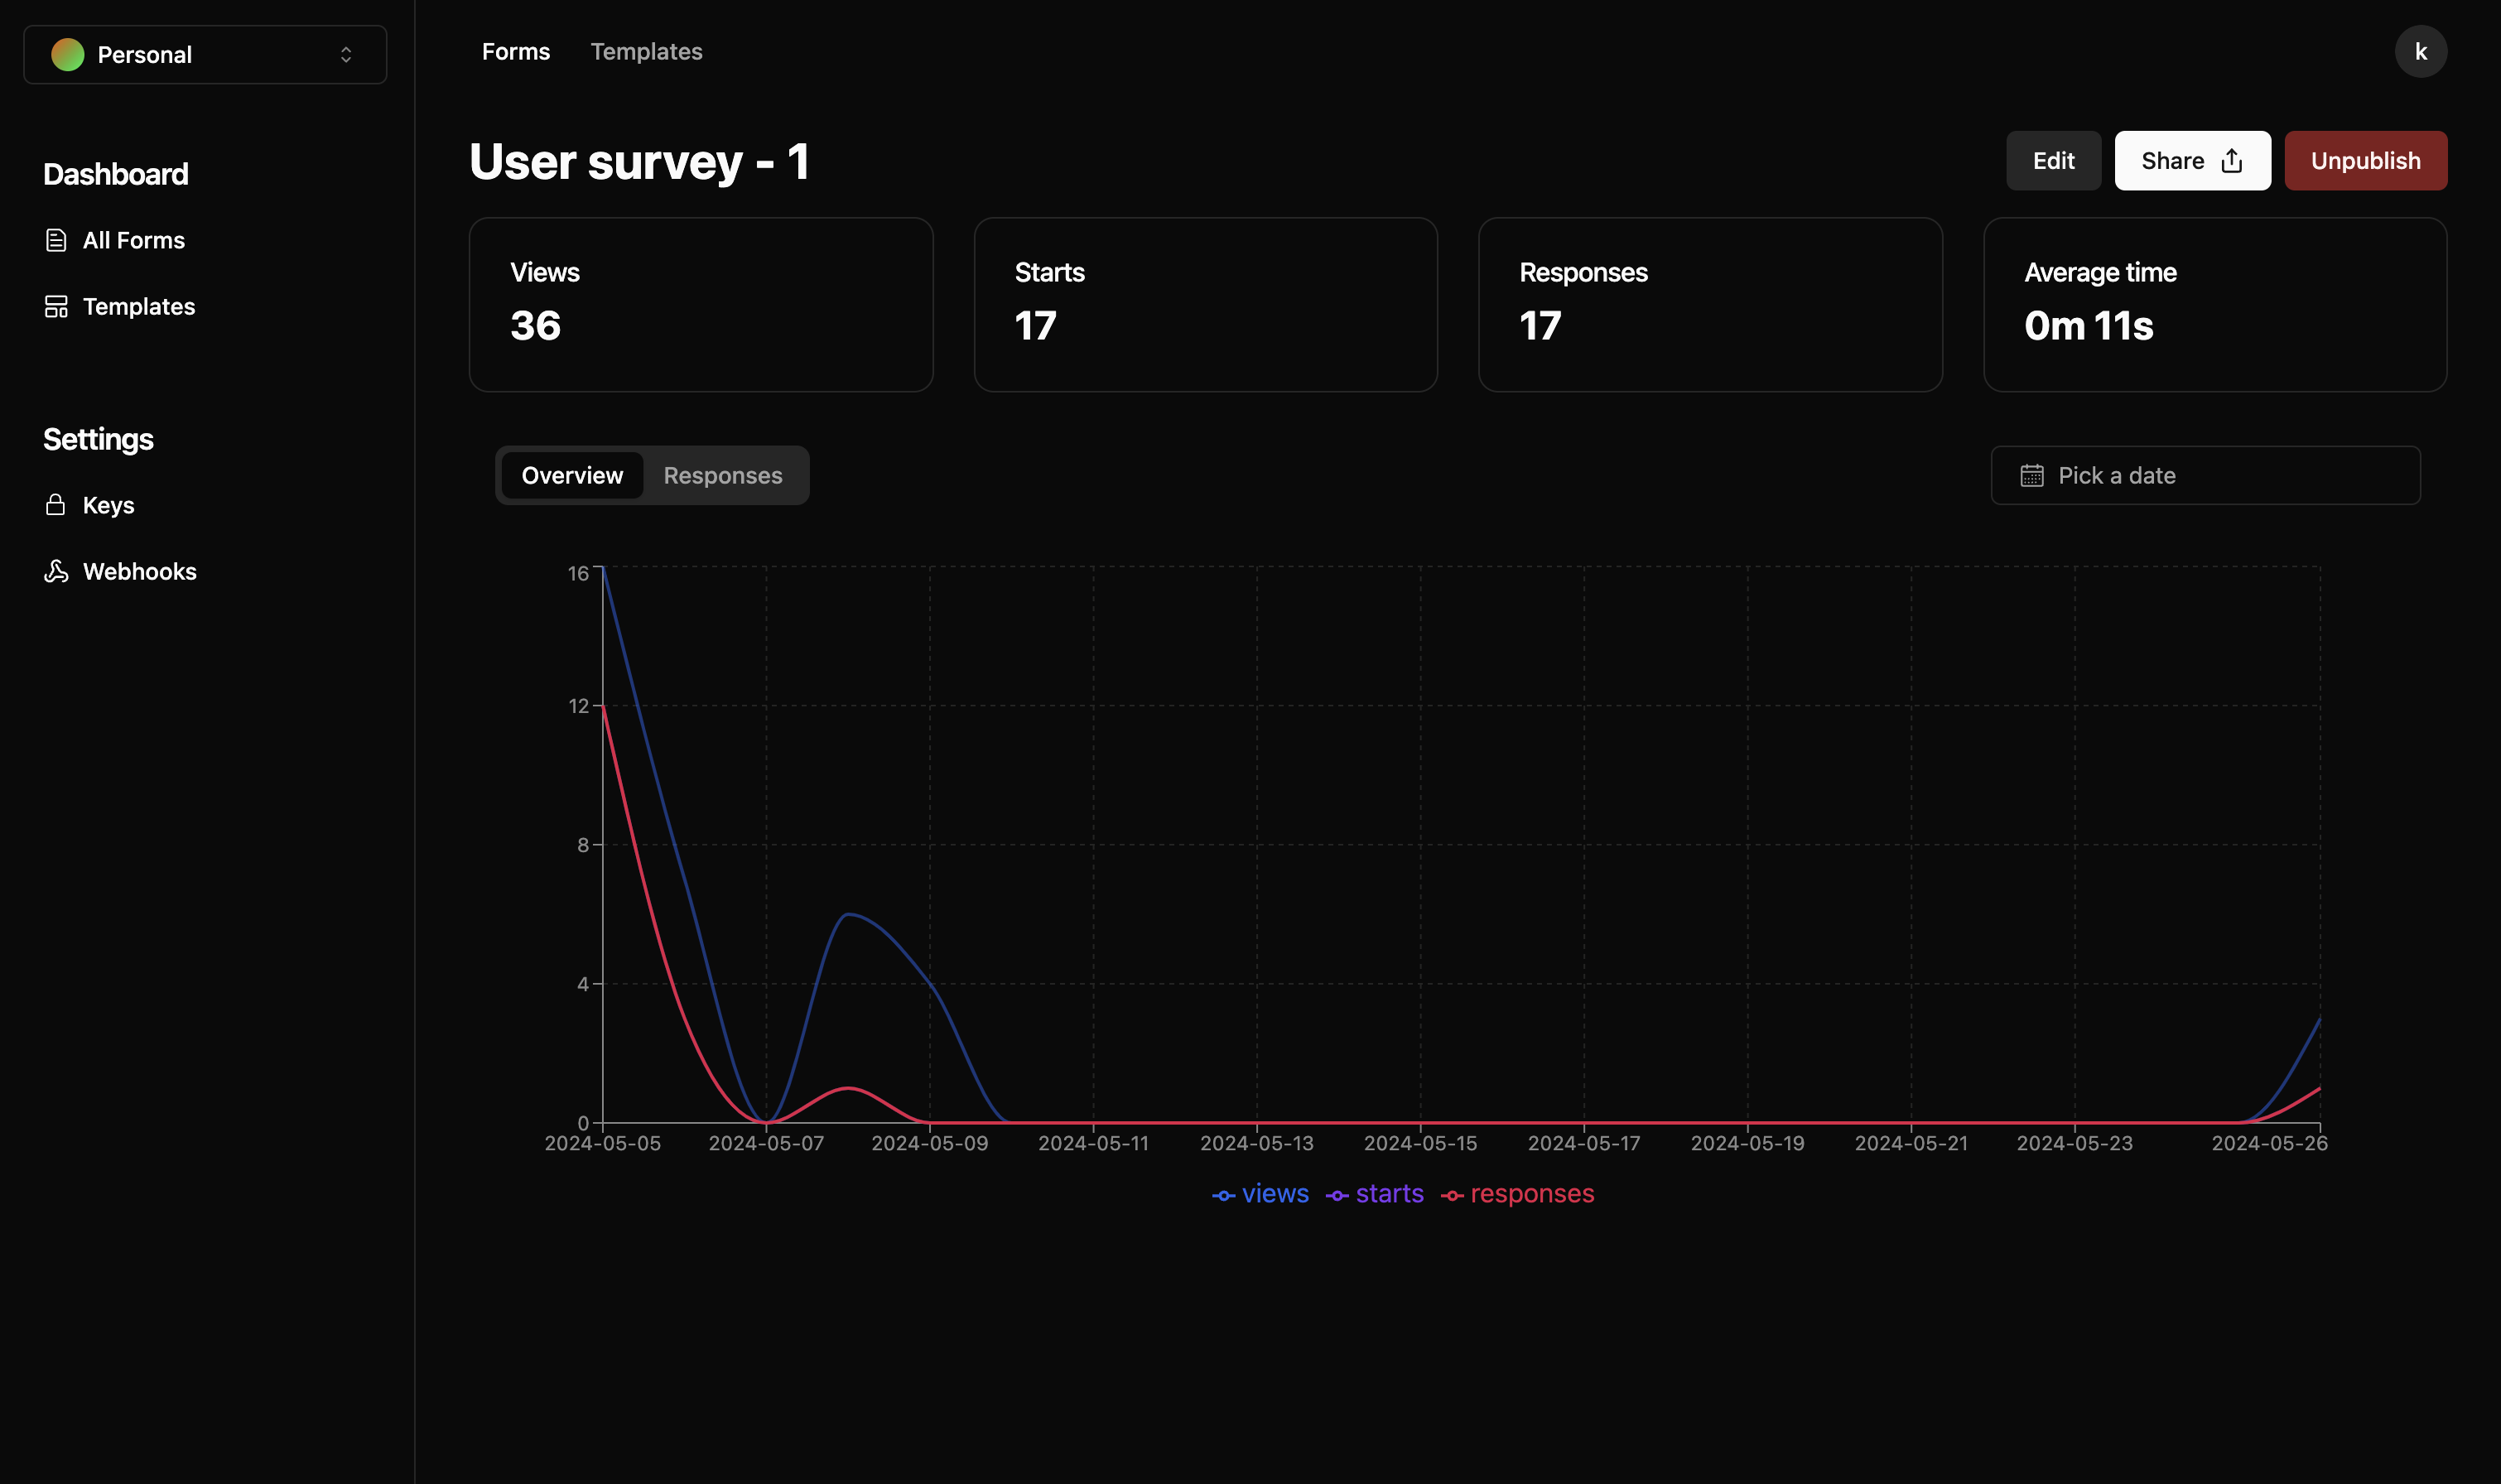 Personal
Forms Templates
k
Dashboard
All Forms
Templates
Settings
Keys
Webhooks
User survey - 1
Edit Share Unpublish
Views
36
Starts
17
Responses
17
Average time
0m 11s
Overview Responses
Pick a date
16
12
8
4
0
2024-05-05 2024-05-07 2024-05-09 2024-05-11 2024-05-13 2024-05-15 2024-05-17 2024-05-19 2024-05-21 2024-05-23 2024-05-26
views starts responses